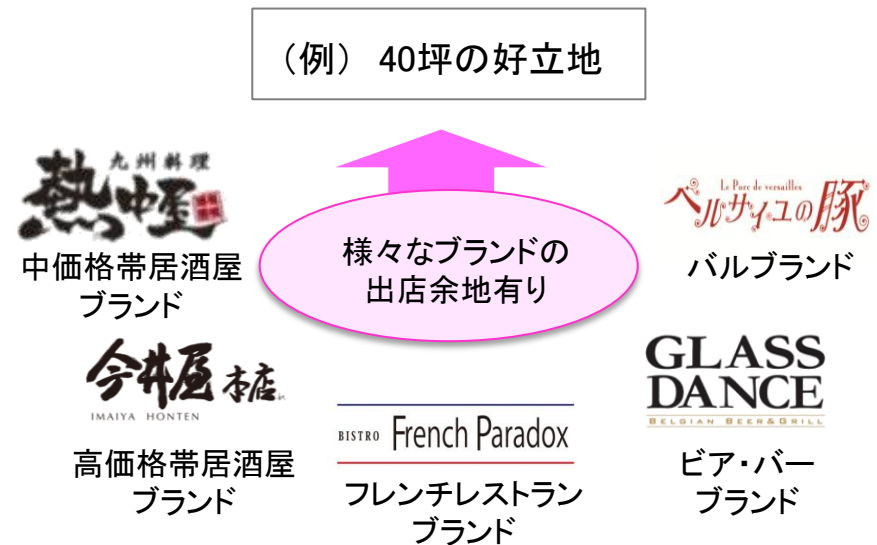 （例） 40坪の好立地
様々なブランドの
出店余地有り
九州料理
熱中屋
中価格帯居酒屋
ブランド
Le Parc de versailles
ベルサイユの豚
バルブランド
今井屋本店
IMAIYA HONTEN
高価格帯居酒屋
ブランド
BISTRO French Paradox
フレンチレストラン
ブランド
GLASS
DANCE
BELGIAN BEER&GRILL
ビア・バー
ブランド